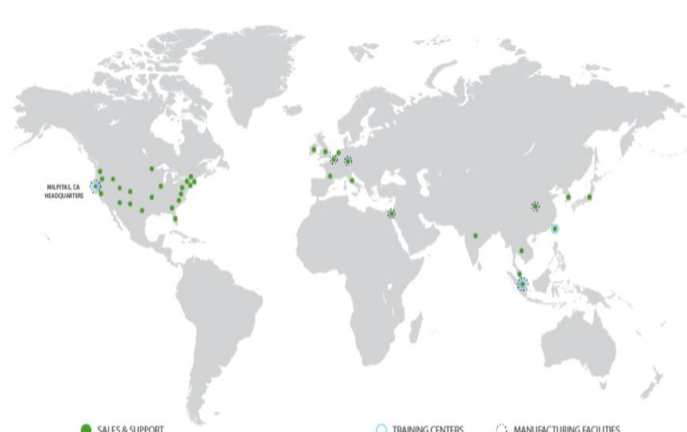 MILPITAS, CA
HEADQUARTERS
SALES & SUPPORT
TRAINING CENTERS
MANUFACTURING FACILITIES